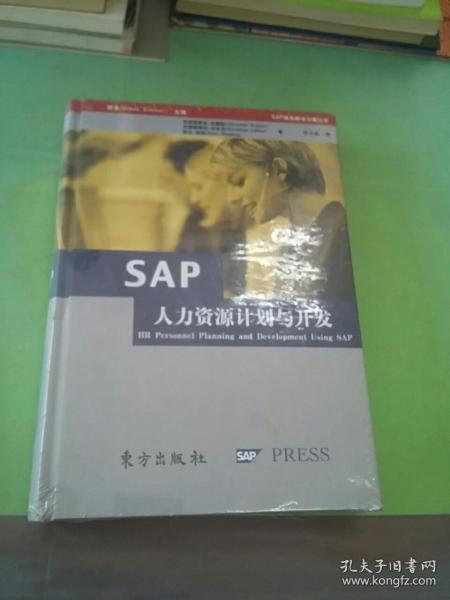 SAP
人力资源计划与开发
HR Personnel Planning and Development Using SAP
東方出版社
SAP PRESS
孔夫子旧书网
www.kongfz.com